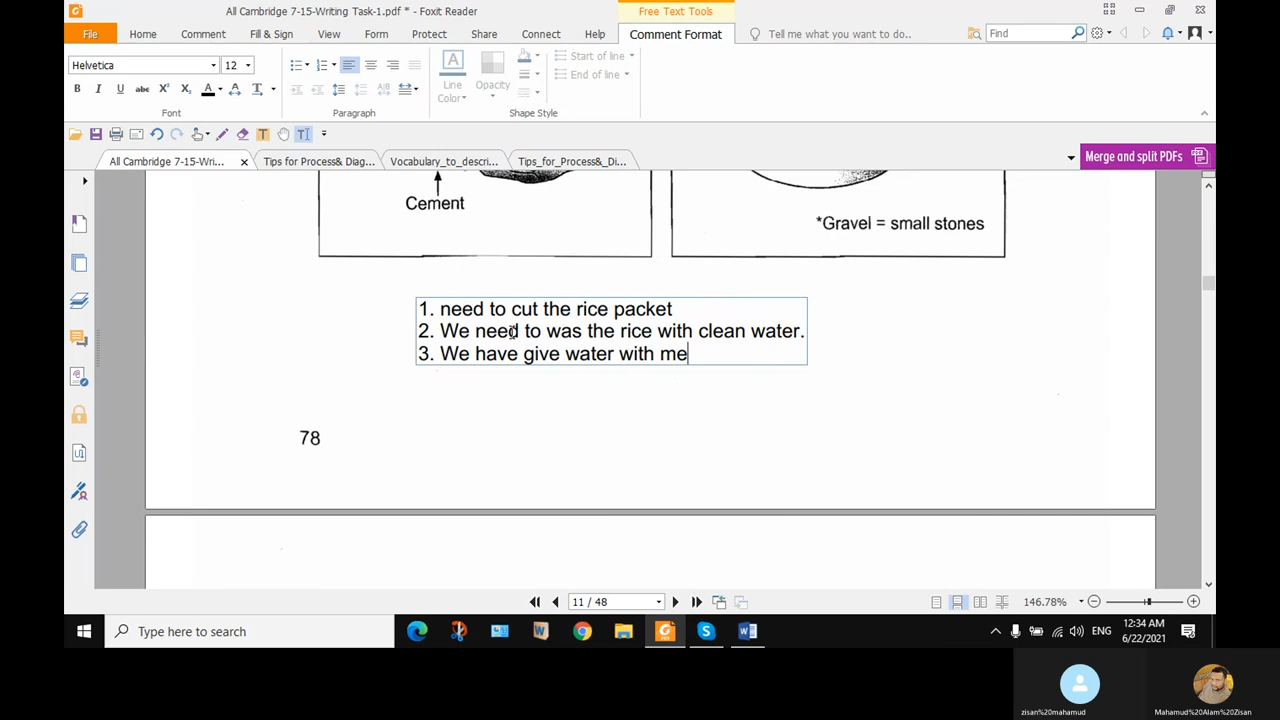 All Cambridge 7-15-Writing Task-1.pdf * - Foxit Reader
Free Text Tools
File
Home
Comment
Fill & Sign
View
Form
Protect
Share
Connect
Help
Comment Format
Tell me what you want to do..
Find
Helvetica
12
Line Color
Opacity
Start of line
End of line
Font
Paragraph
Shape Style
All Cambridge 7-15-Wri...
Tips for Process& Diag...
Vocabulary_to_descri...
Tips_for_Process&_Di...
Merge and split PDFs
Cement
*Gravel = small stones
1. need to cut the rice packet
2. We need to was the rice with clean water.
3. We have give water with me
78
11 / 48
146.78%
Type here to search
ENG
12:34 AM
6/22/2021
zisan%20mahamud
Mahamud%20Alam%20Zisan